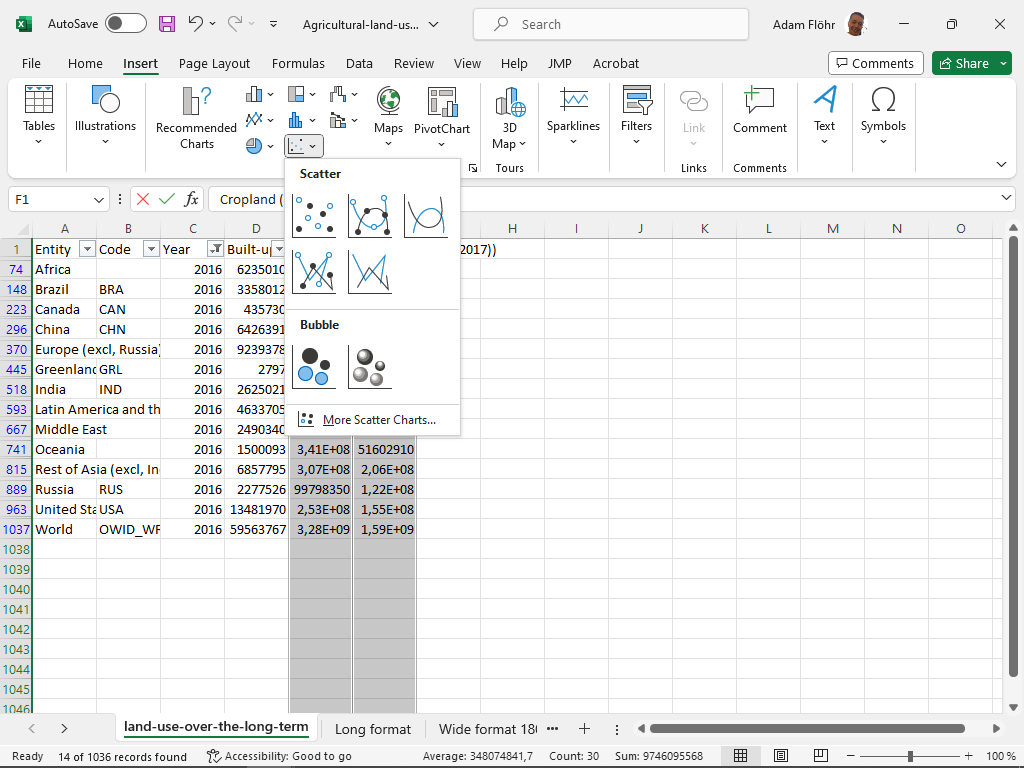 AutoSave
Agricultural-land-us...
Search
Adam Flöhr
File Home Insert Page Layout Formulas Data Review View Help JMP Acrobat
Comments Share
Tables
Illustrations
Recommended
Charts
Maps
PivotChart
3D
Map
Sparklines
Filters
Link
Comment
Text
Symbols
Tours
Links
Comments
F1
fx
Cropland (
Scatter
Bubble
More Scatter Charts...
A B C D H I J K L M N O
1 Entity Code Year Built-up 2017))
74 Africa 2016 6235010
148 Brazil BRA 2016 3358012
223 Canada CAN 2016 435730
296 China CHN 2016 6426391
370 Europe (excl, Russia) 2016 9239378
445 Greenland GRL 2016 2797
518 India IND 2016 2625021
593 Latin America and th 2016 4633705
667 Middle East 2016 2490340
741 Oceania 2016 1500093 3,41E+08 51602910
815 Rest of Asia (excl, In 2016 6857795 3,07E+08 2,06E+08
889 Russia RUS 2016 2277526 99798350 1,22E+08
963 United Sta USA 2016 13481970 2,53E+08 1,55E+08
1037 World OWID_WR 2016 59563767 3,28E+09 1,59E+09
1038
1039
1040
1041
1042
1043
1044
1045
1046
land-use-over-the-long-term Long format Wide format 18
Ready 14 of 1036 records found Accessibility: Good to go Average: 348074841,7 Count: 30 Sum: 9746095568 100 %